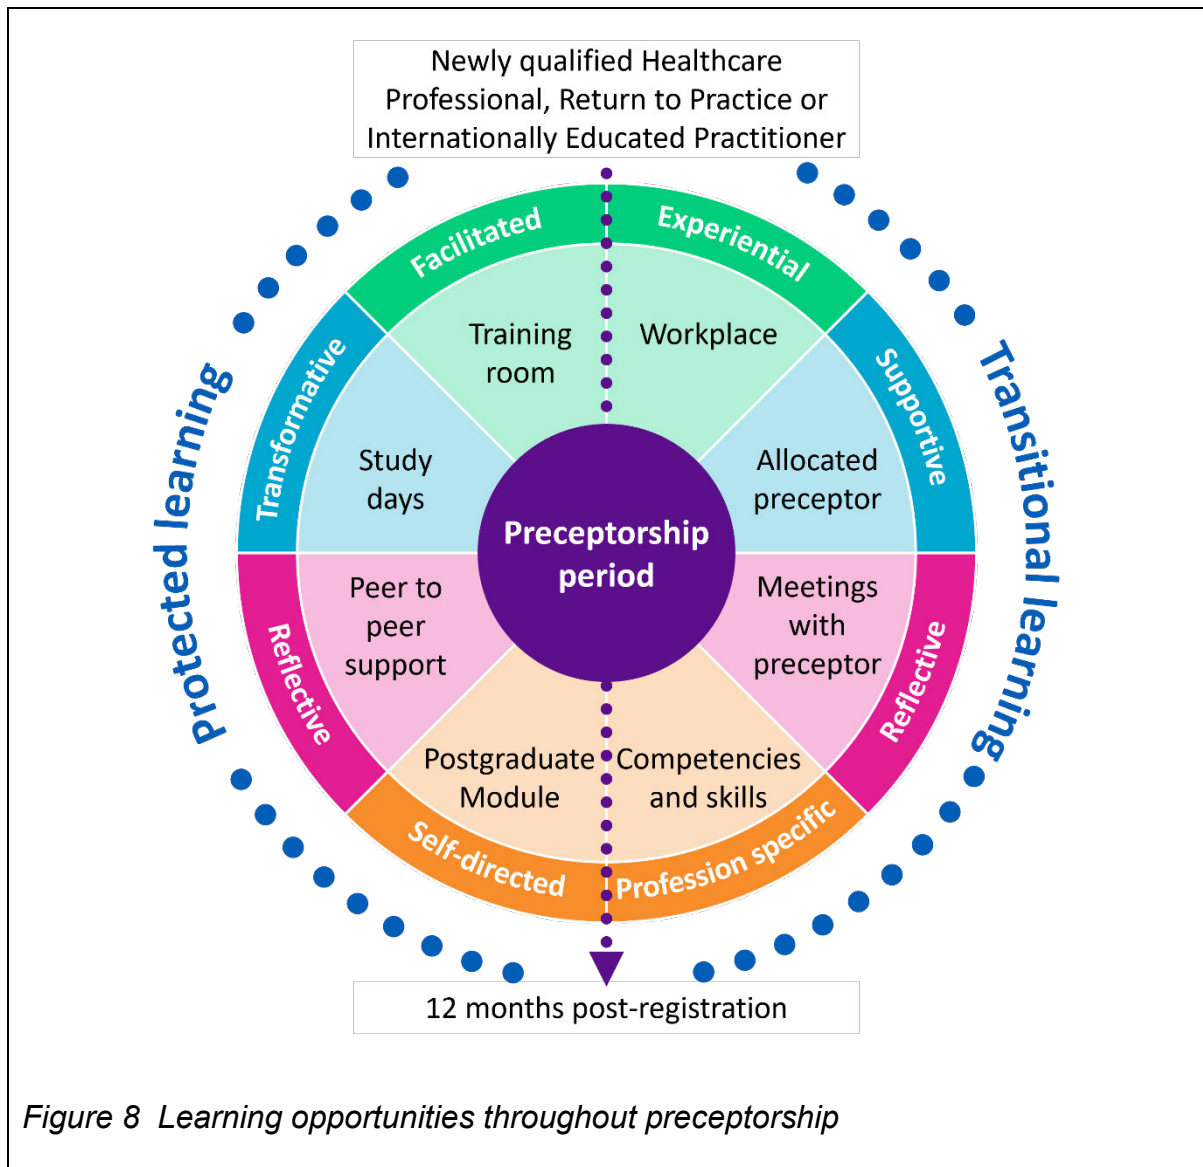 Newly qualified Healthcare
Professional, Return to Practice or
Internationally Educated Practitioner
Facilitated
Experiential
Training
room
Workplace
Transformative
Supportive
Study
days
Allocated
preceptor
Protected learning
Transitional learning
Preceptorship
period
Peer to
peer
support
Meetings
with
preceptor
Reflective
Reflective
Postgraduate
Module
Competencies
and skills
Self-directed
Profession specific
12 months post-registration
Figure 8 Learning opportunities throughout preceptorship